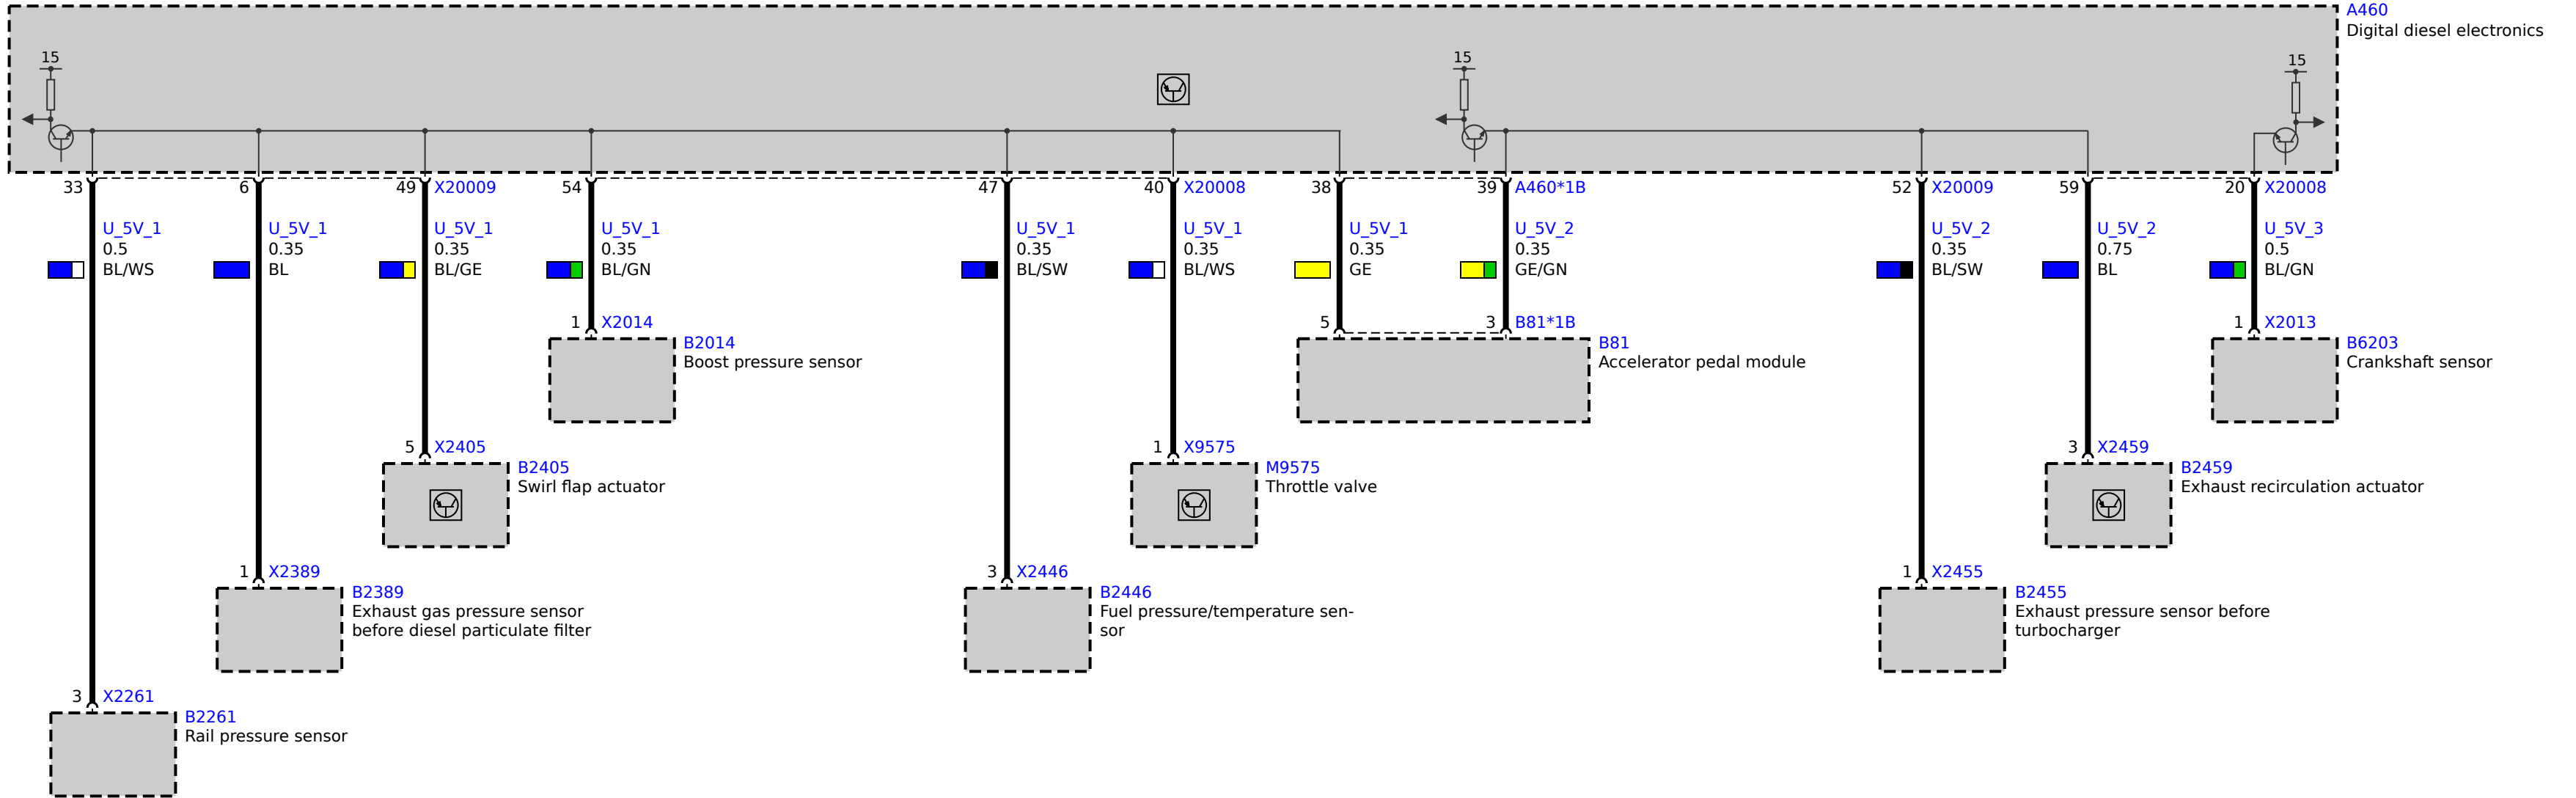 A460
Digital diesel electronics
15
15
15
33
6
49
X20009
54
47
40
X20008
38
39
A460*1B
52
X20009
59
20
X20008
U_5V_1
0.5
BL/WS
U_5V_1
0.35
BL
U_5V_1
0.35
BL/GE
U_5V_1
0.35
BL/GN
U_5V_1
0.35
BL/SW
U_5V_1
0.35
BL/WS
U_5V_1
0.35
GE
U_5V_2
0.35
GE/GN
U_5V_2
0.35
BL/SW
U_5V_2
0.75
BL
U_5V_3
0.5
BL/GN
1
X2014
B2014
Boost pressure sensor
5
3
B81*1B
B81
Accelerator pedal module
1
X2013
B6203
Crankshaft sensor
5
X2405
B2405
Swirl flap actuator
1
X9575
M9575
Throttle valve
3
X2459
B2459
Exhaust recirculation actuator
1
X2389
B2389
Exhaust gas pressure sensor
before diesel particulate filter
3
X2446
B2446
Fuel pressure/temperature sen-
sor
1
X2455
B2455
Exhaust pressure sensor before
turbocharger
3
X2261
B2261
Rail pressure sensor